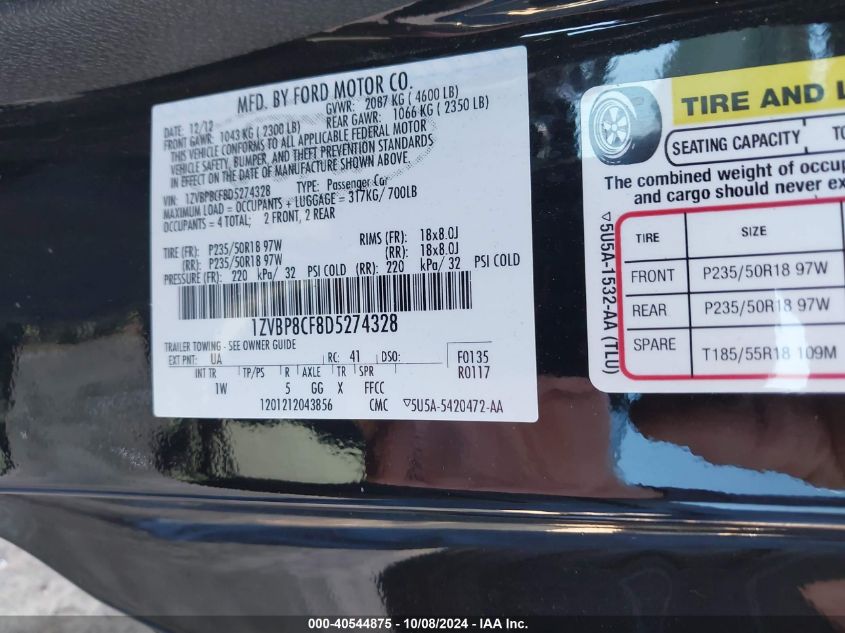 MFD. BY FORD MOTOR CO.
DATE: 12/12 GVWR: 2087 KG ( 4600 LB)
FRONT GAWR: 1043 KG ( 2300 LB) REAR GAWR: 1066 KG ( 2350 LB)
THIS VEHICLE CONFORMS TO ALL APPLICABLE FEDERAL MOTOR
VEHICLE SAFETY, BUMPER, AND THEFT PREVENTION STANDARDS
IN EFFECT ON THE DATE OF MANUFACTURE SHOWN ABOVE.
VIN: 1ZVBP8CF8D5274328 TYPE: Passenger Car
MAXIMUM LOAD = OCCUPANTS + LUGGAGE = 317KG/ 700LB
OCCUPANTS = 4 TOTAL; 2 FRONT, 2 REAR
TIRE (FR): P235/50R18 97W RIMS (FR): 18x8.0J
(RR): P235/50R18 97W (RR): 18x8.0J
PRESSURE (FR): 220 kPa/ 32 PSI COLD (RR): 220 kPa/ 32 PSI COLD
1ZVBP8CF8D5274328
TRAILER TOWING - SEE OWNER GUIDE
EXT PNT: UA RC: 41 DSO: F0135
R0117
INT TR TP/PS R AXLE TR SPR
1W 5 GG X FFCC
1201212043856 CMC ▽5U5A-5420472-AA
TIRE AND L
SEATING CAPACITY TO
The combined weight of occup
and cargo should never ex
▽5U5A-1532-AA (TLU)
TIRE SIZE
FRONT P235/50R18 97W
REAR P235/50R18 97W
SPARE T185/55R18 109M
000-40544875 - 10/08/2024 - IAA Inc.